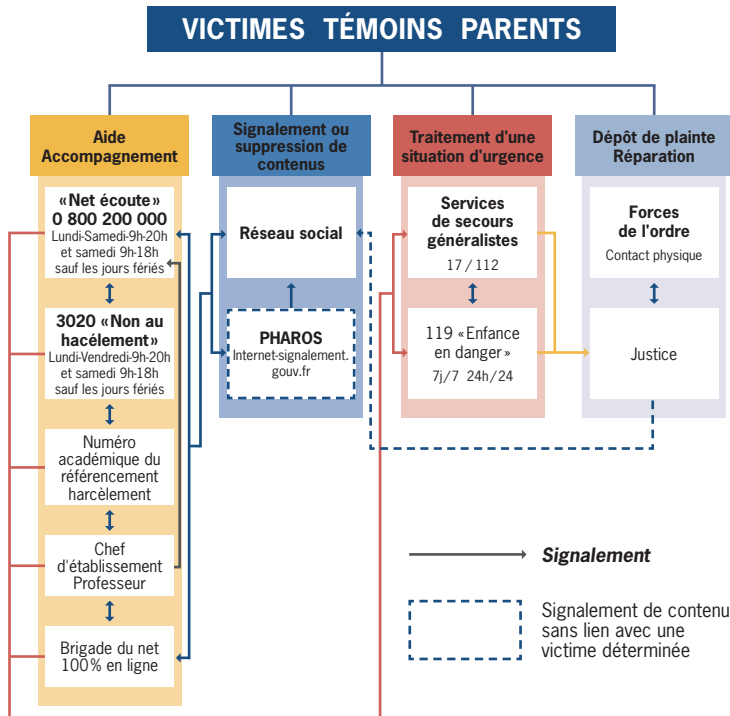 VICTIMES TÉMOINS PARENTS
Aide
Accompagnement
«Net écoute»
0 800 200 000
Lundi-Samedi-9h-20h
et samedi 9h-18h
sauf les jours fériés
3020 «Non au
hacélement»
Lundi-Vendredi-9h-20h
et samedi 9h-18h
sauf les jours fériés
Numéro
académique du
référencement
harcèlement
Chef
d'établissement
Professeur
Brigade du net
100% en ligne
Signalement ou
suppression de
contenus
Réseau social
PHAROS
Internet-signalement.
gouv.fr
Traitement d'une
situation d'urgence
Services
de secours
généralistes
17 / 112
119 «Enfance
en danger»
7j/7 24h/24
Dépôt de plainte
Réparation
Forces
de l'ordre
Contact physique
Justice
Signalement
Signalement de contenu
sans lien avec une
victime déterminée